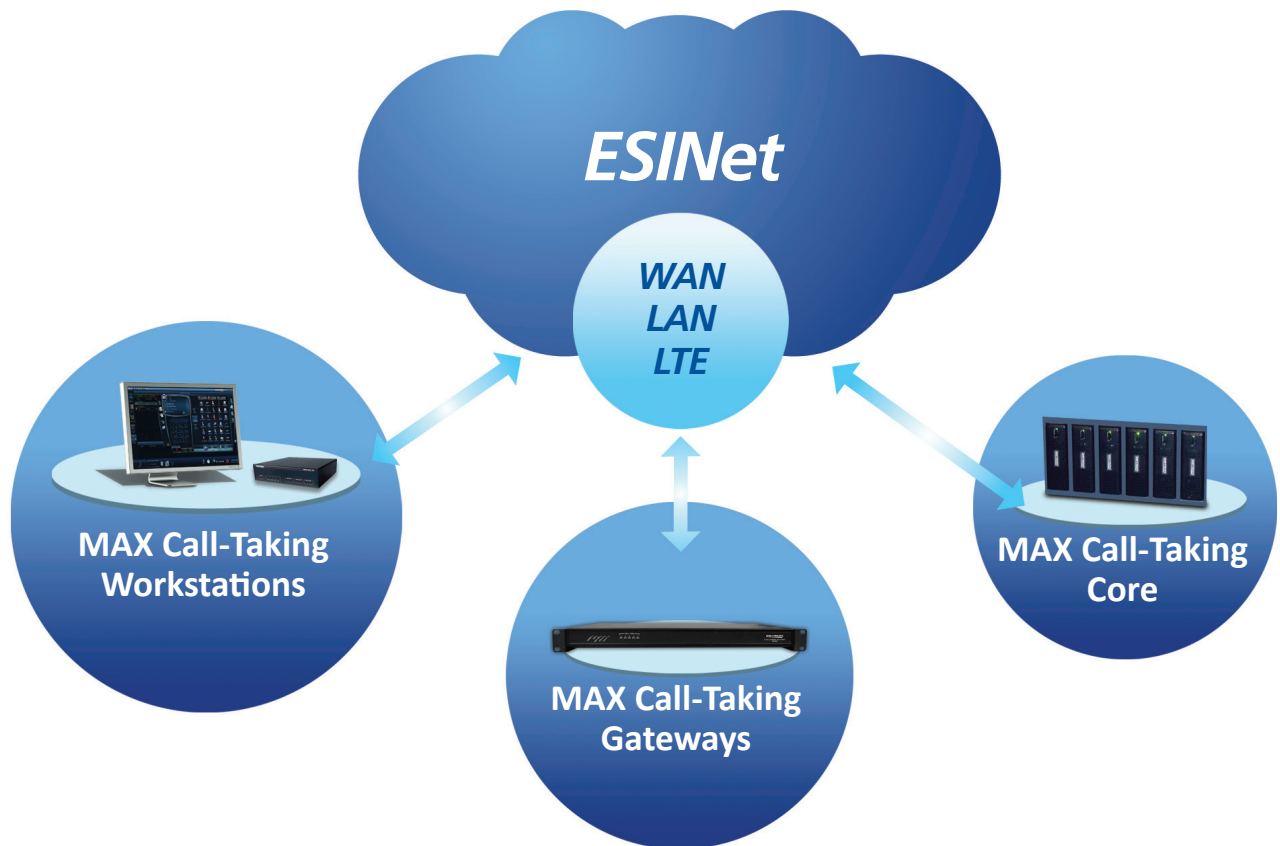 ESINet
WAN
LAN
LTE
MAX Call-Taking
Workstations
MAX Call-Taking
Gateways
MAX Call-Taking
Core